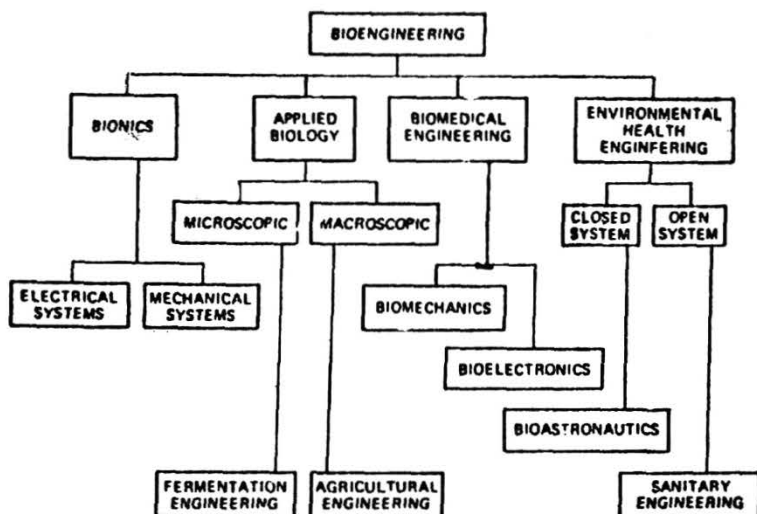 BIOENGINEERING
BIONICS
APPLIED
BIOLOGY
BIOMEDICAL
ENGINEERING
ENVIRONMENTAL
HEALTH
ENGINFERING
MICROSCOPIC
MACROSCOPIC
CLOSED
SYSTEM
OPEN
SYSTEM
ELECTRICAL
SYSTEMS
MECHANICAL
SYSTEMS
BIOMECHANICS
BIOELECTRONICS
BIOASTRONAUTICS
FERMENTATION
ENGINEERING
AGRICULTURAL
ENGINEERING
SANITARY
ENGINEERING